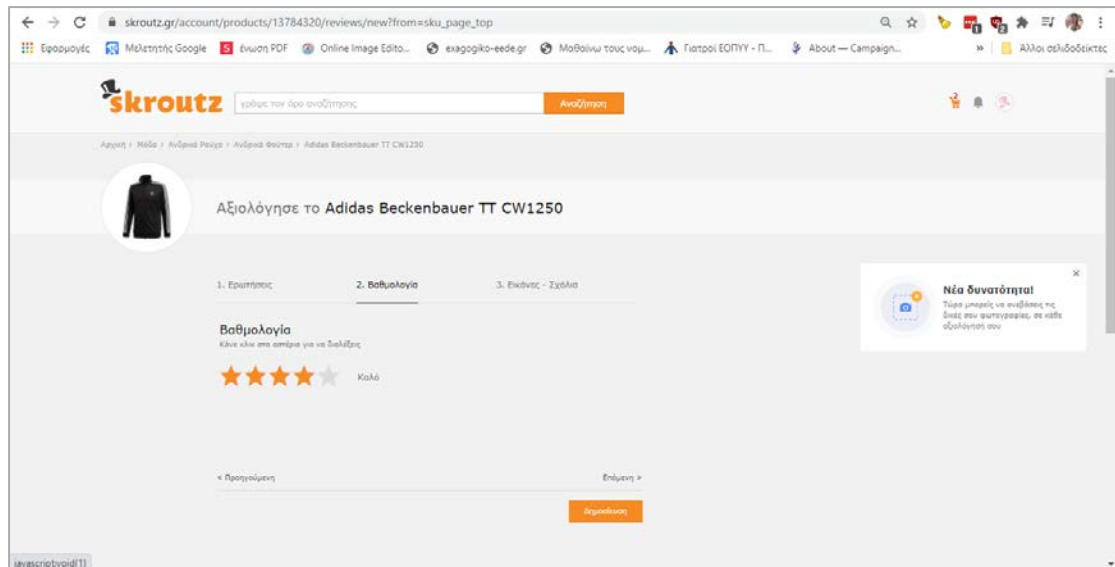 skroutz.gr/account/products/13784320/reviews/new?from=sku_page_top
Εφαρμογές Μελετητής Google ένωση PDF Online Image Edito... exagogiko-eede.gr Μαθαίνω τους νομ... Γιατροί ΕΟΠΥΥ - Π... About — Campaign... » Άλλοι σελιδοδείκτες
skroutz γράψε τον όρο αναζήτησης Αναζήτηση 2
Αρχική › Μόδα › Ανδρικά Ρούχα › Ανδρικά Φούτερ › Adidas Beckenbauer TT CW1250
Αξιολόγησε το Adidas Beckenbauer TT CW1250
1. Ερωτήσεις 2. Βαθμολογία 3. Εικόνες - Σχόλια
Νέα δυνατότητα!
Τώρα μπορείς να ανεβάσεις τις
δικές σου φωτογραφίες, σε κάθε
αξιολόγησή σου
Βαθμολογία
Κάνε κλικ στα αστέρια για να διαλέξεις
Καλό
< Προηγούμενη Επόμενη >
Δημοσίευση
javascript:void(1)